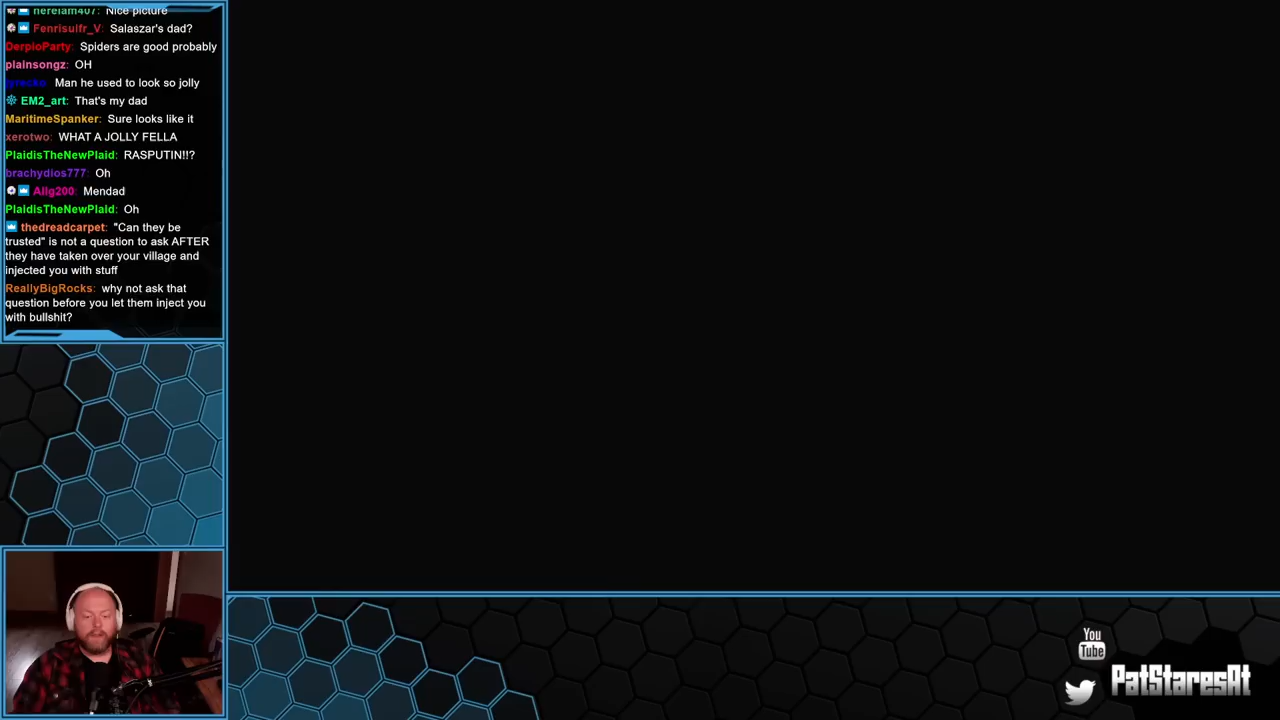 hereiam407: Nice picture
Fenrisulfr_V: Salaszar's dad?
DerpioParty: Spiders are good probably
plainsongz: OH
Man he used to look so jolly
EM2_art: That's my dad
MaritimeSpanker: Sure looks like it
xerotwo: WHAT A JOLLY FELLA
PlaidIsTheNewPlaid: RASPUTIN!!?
brachydios777: Oh
Allg200: Mendad
PlaidIsTheNewPlaid: Oh
thedreadcarpet: "Can they be
trusted" is not a question to ask AFTER
they have taken over your village and
injected you with stuff
ReallyBigRocks: why not ask that
question before you let them inject you
with bullshit?
You
Tube
PatStaresAt